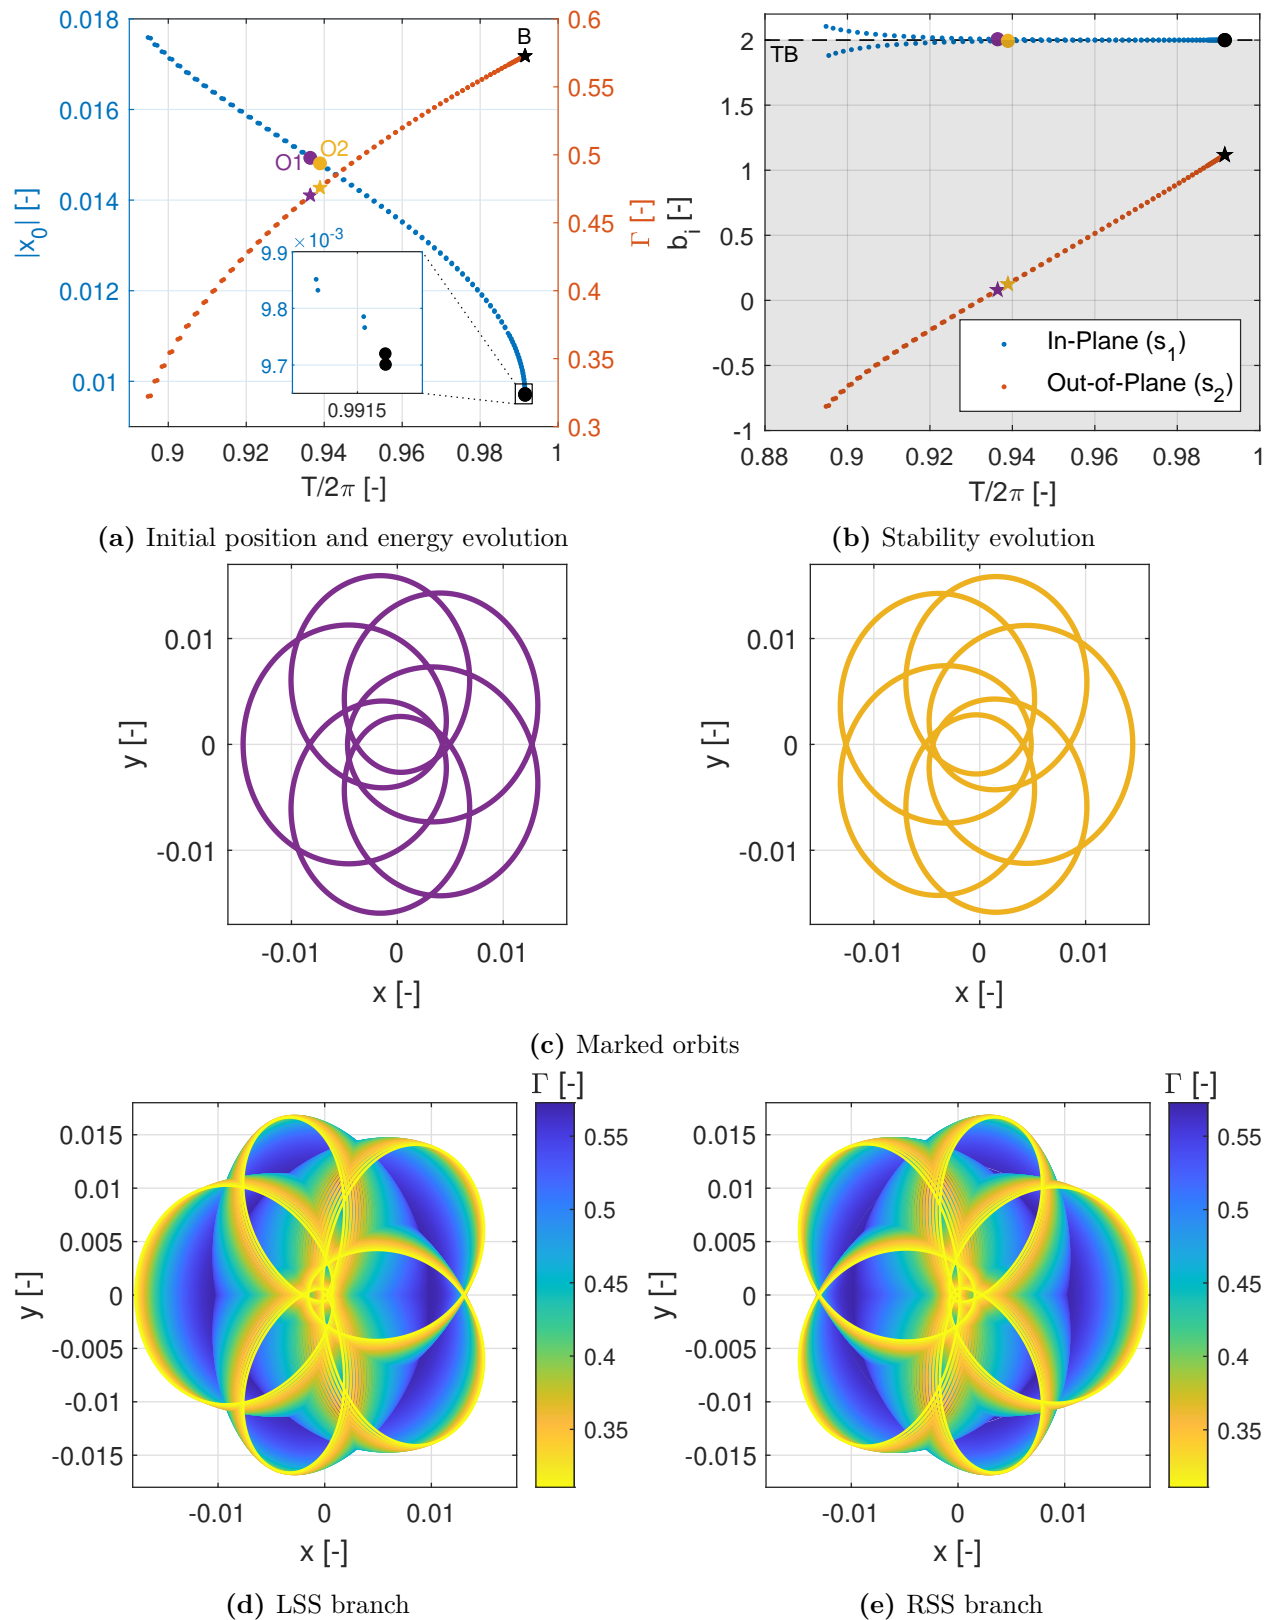 0.018
0.016
0.014
0.012
0.01
|x0| [-]
0.6
0.5
0.4
0.3
Γ [-]
B
O1
O2
×10-3
9.9
9.8
9.7
0.9915
0.9 0.92 0.94 0.96 0.98 1
T/2π [-]
2
1.5
1
0.5
0
-0.5
-1
bi [-]
TB
In-Plane (s1)
Out-of-Plane (s2)
0.88 0.9 0.92 0.94 0.96 0.98 1
T/2π [-]
(a) Initial position and energy evolution
(b) Stability evolution
0.01
0
-0.01
y [-]
-0.01 0 0.01
x [-]
0.01
0
-0.01
y [-]
-0.01 0 0.01
x [-]
(c) Marked orbits
Γ [-]
0.015
0.01
0.005
0
-0.005
-0.01
-0.015
y [-]
-0.01 0 0.01
x [-]
0.55
0.5
0.45
0.4
0.35
Γ [-]
0.015
0.01
0.005
0
-0.005
-0.01
-0.015
y [-]
-0.01 0 0.01
x [-]
0.55
0.5
0.45
0.4
0.35
(d) LSS branch
(e) RSS branch